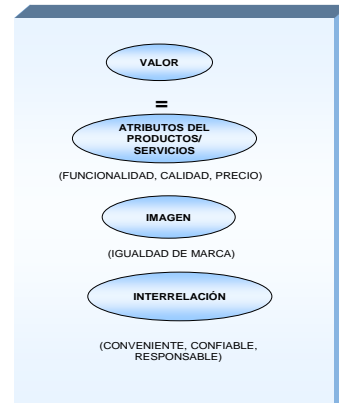 VALOR
=
ATRIBUTOS DEL
PRODUCTOS/
SERVICIOS
(FUNCIONALIDAD, CALIDAD, PRECIO)
IMAGEN
(IGUALDAD DE MARCA)
INTERRELACIÓN
(CONVENIENTE, CONFIABLE,
RESPONSABLE)